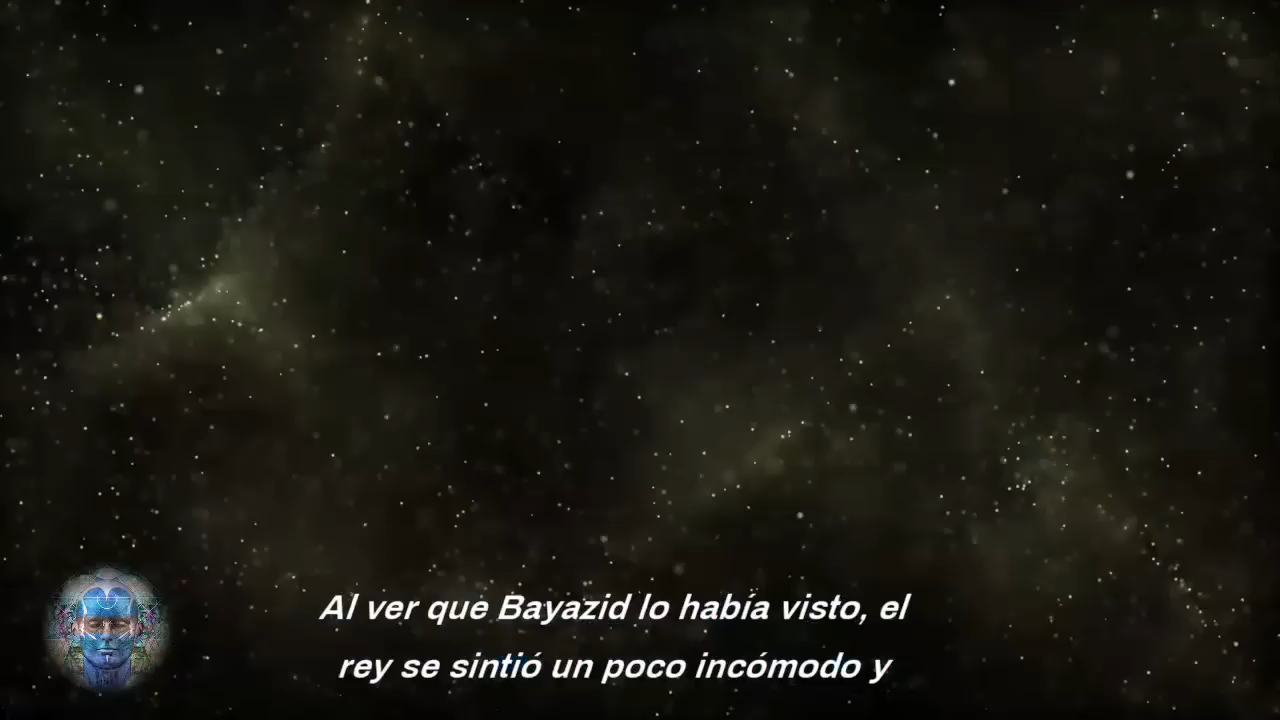 Al ver que Bayazid lo había visto, el
rey se sintió un poco incómodo y